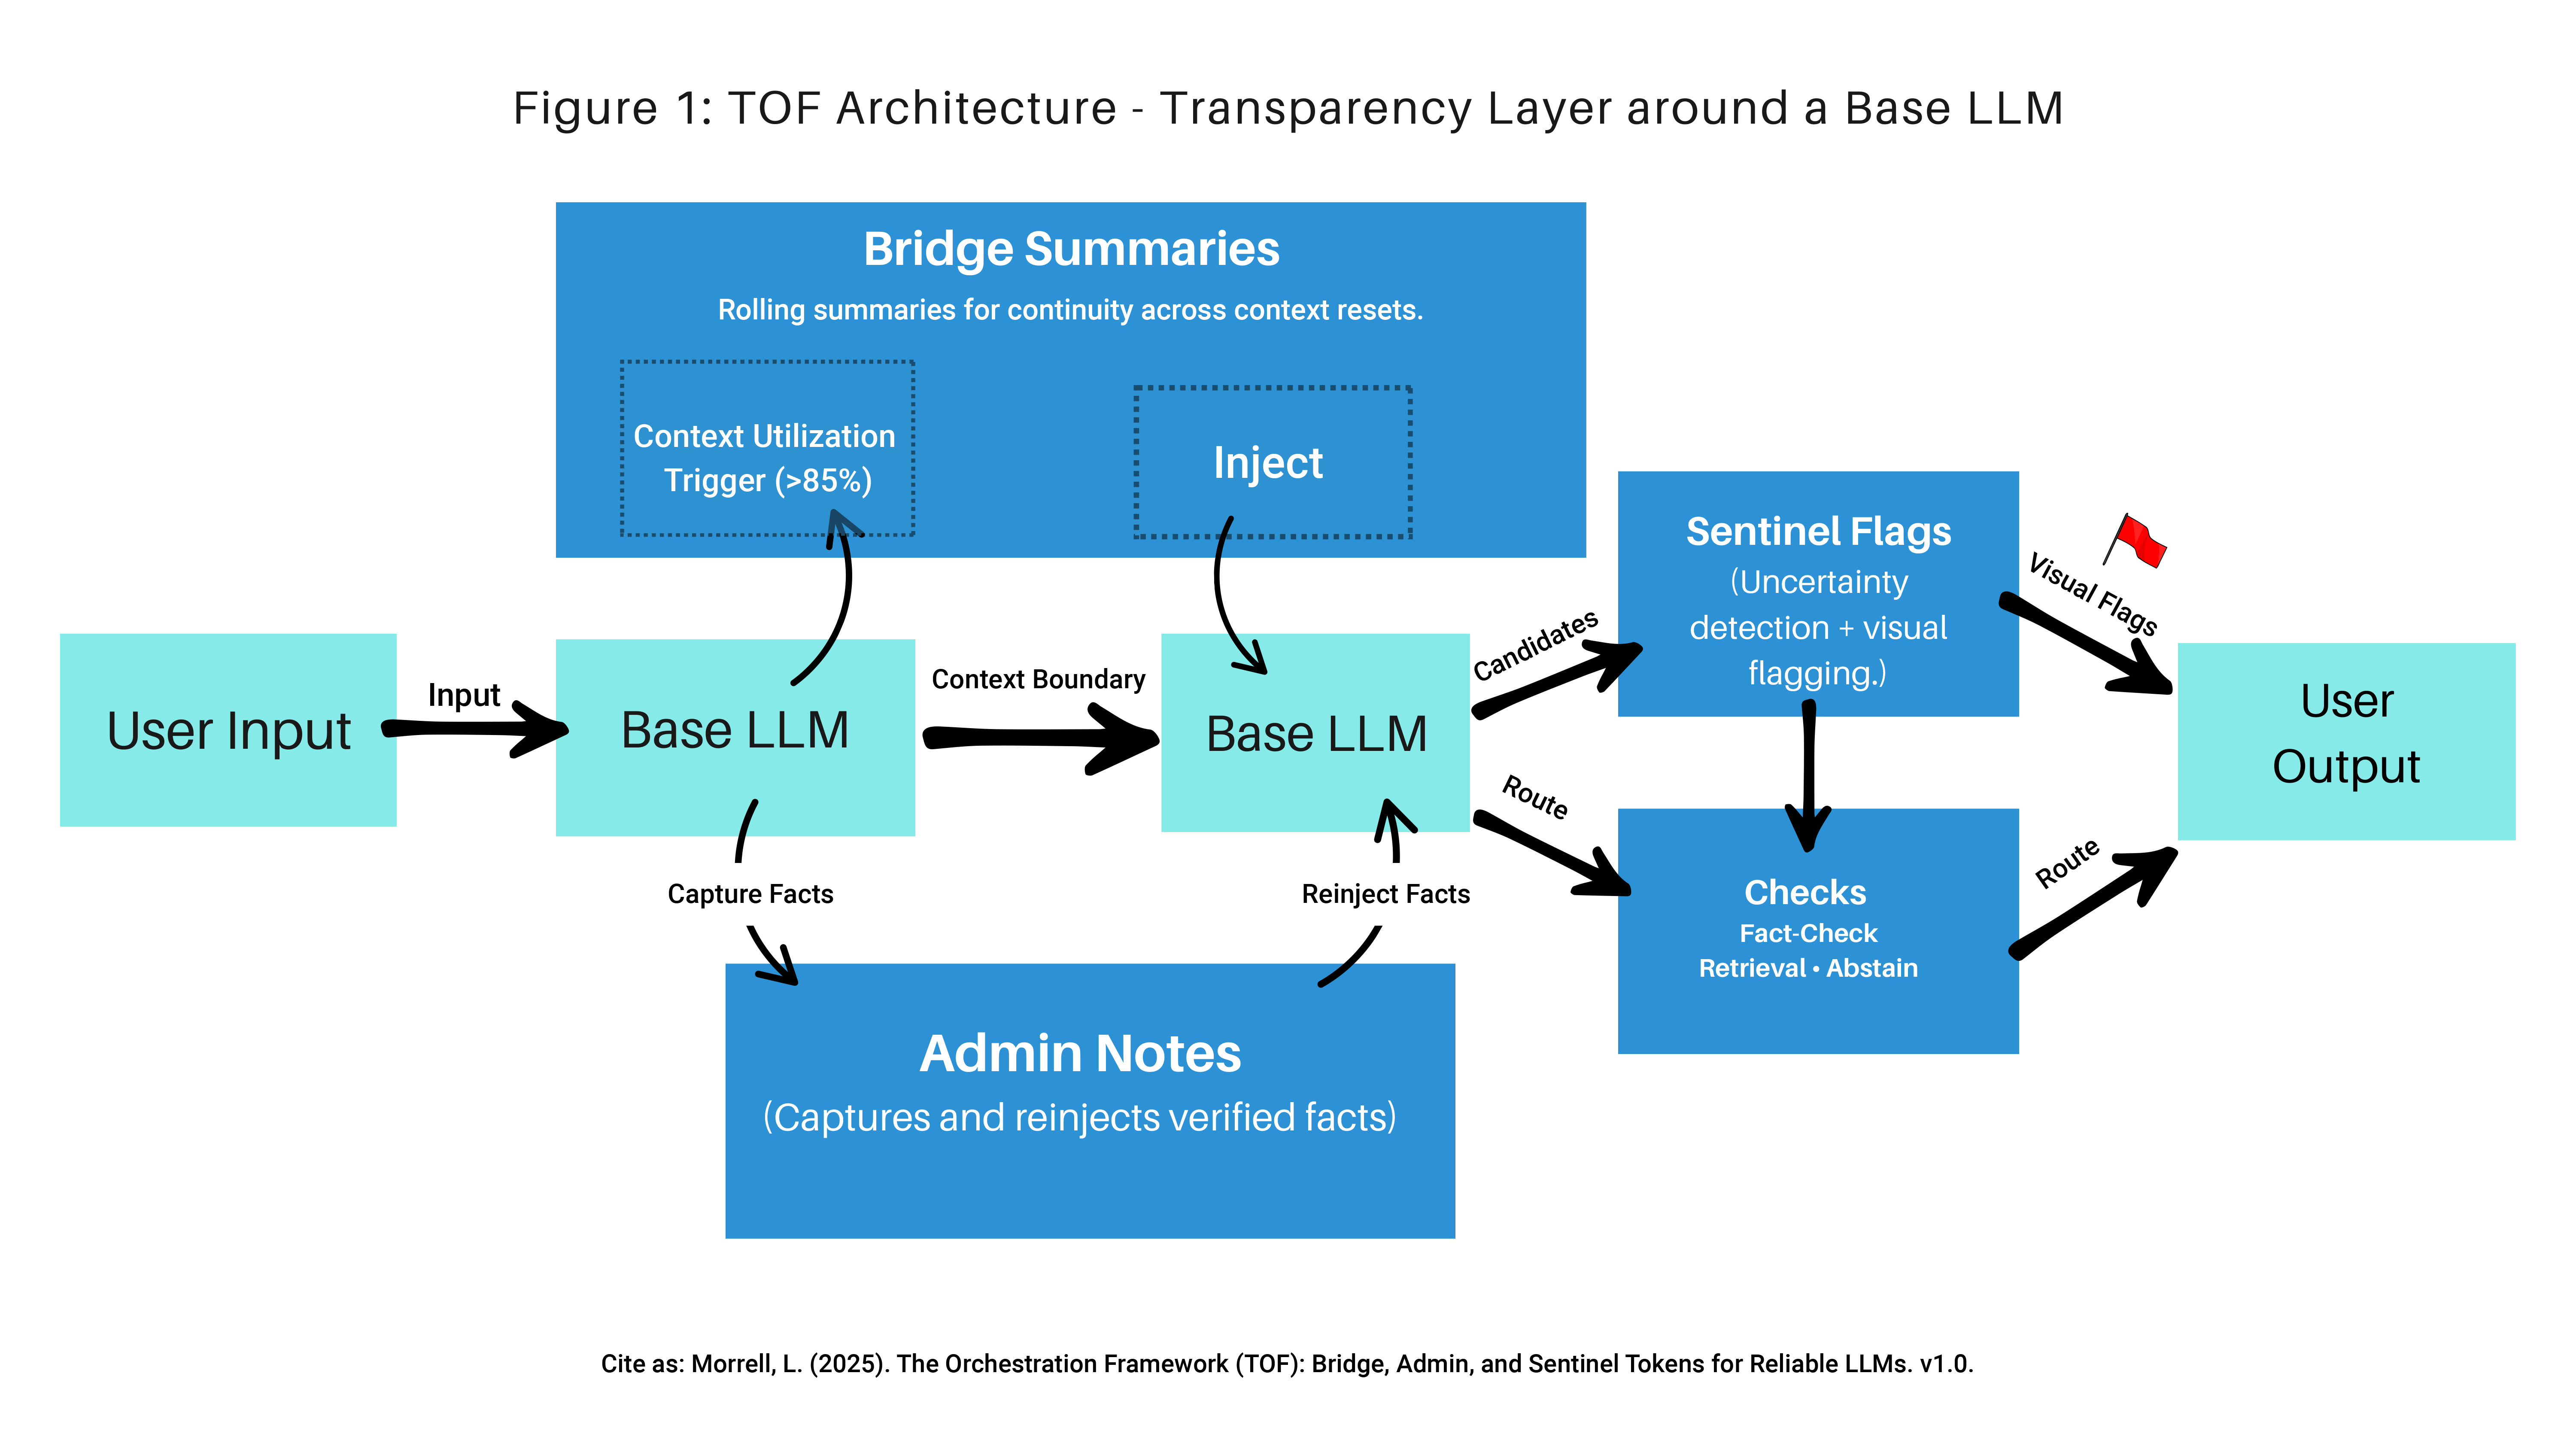 Figure 1: TOF Architecture - Transparency Layer around a Base LLM
Bridge Summaries
Rolling summaries for continuity across context resets.
Context Utilization
Trigger (>85%)
Inject
User Input
Input
Base LLM
Context Boundary
Base LLM
Capture Facts
Reinject Facts
Admin Notes
(Captures and reinjects verified facts)
Candidates
Route
Sentinel Flags
(Uncertainty
detection + visual
flagging.)
Checks
Fact-Check
Retrieval • Abstain
Visual Flags
Route
User
Output
Cite as: Morrell, L. (2025). The Orchestration Framework (TOF): Bridge, Admin, and Sentinel Tokens for Reliable LLMs. v1.0.